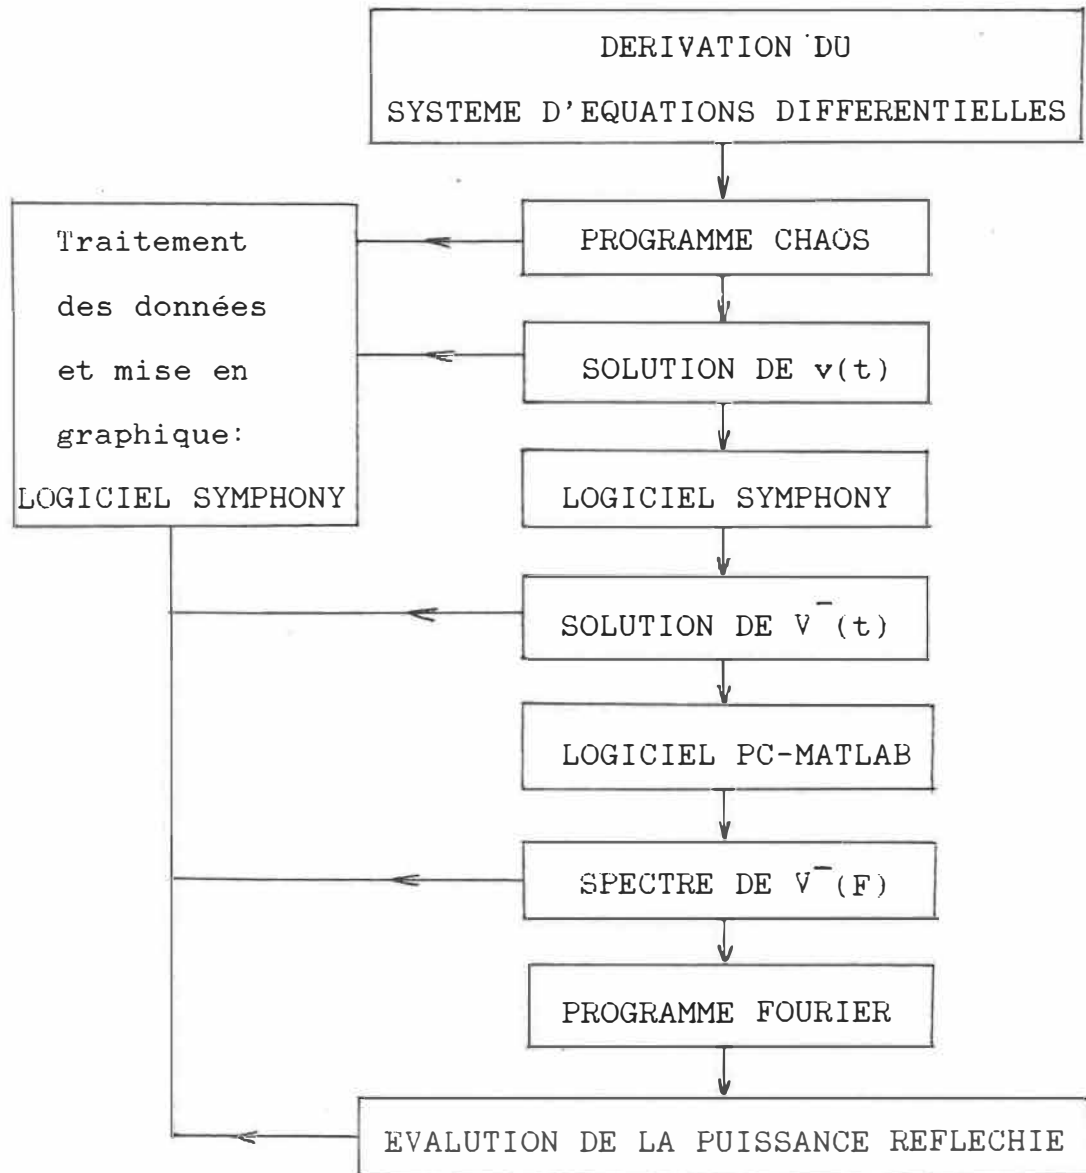 DÉRIVATION DU
SYSTEME D'EQUATIONS DIFFERENTIELLES
Traitement
des données
et mise en
graphique:
LOGICIEL SYMPHONY
PROGRAMME CHAOS
SOLUTION DE v(t)
LOGICIEL SYMPHONY
SOLUTION DE V⁻(t)
LOGICIEL PC-MATLAB
SPECTRE DE V⁻(F)
PROGRAMME FOURIER
EVALUTION DE LA PUISSANCE REFLECHIE